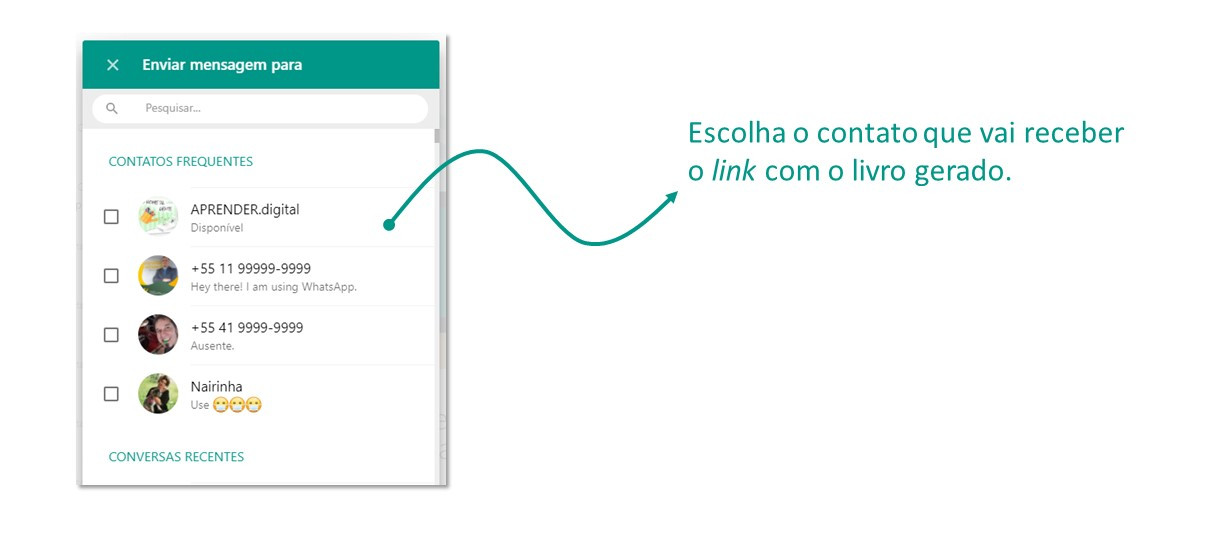 Enviar mensagem para
Pesquisar...
CONTATOS FREQUENTES
APRENDER.digital
Disponível
+55 11 99999-9999
Hey there! I am using WhatsApp.
+55 41 9999-9999
Ausente.
Nairinha
Use 😷😷😷
CONVERSAS RECENTES
Escolha o contato que vai receber
o link com o livro gerado.